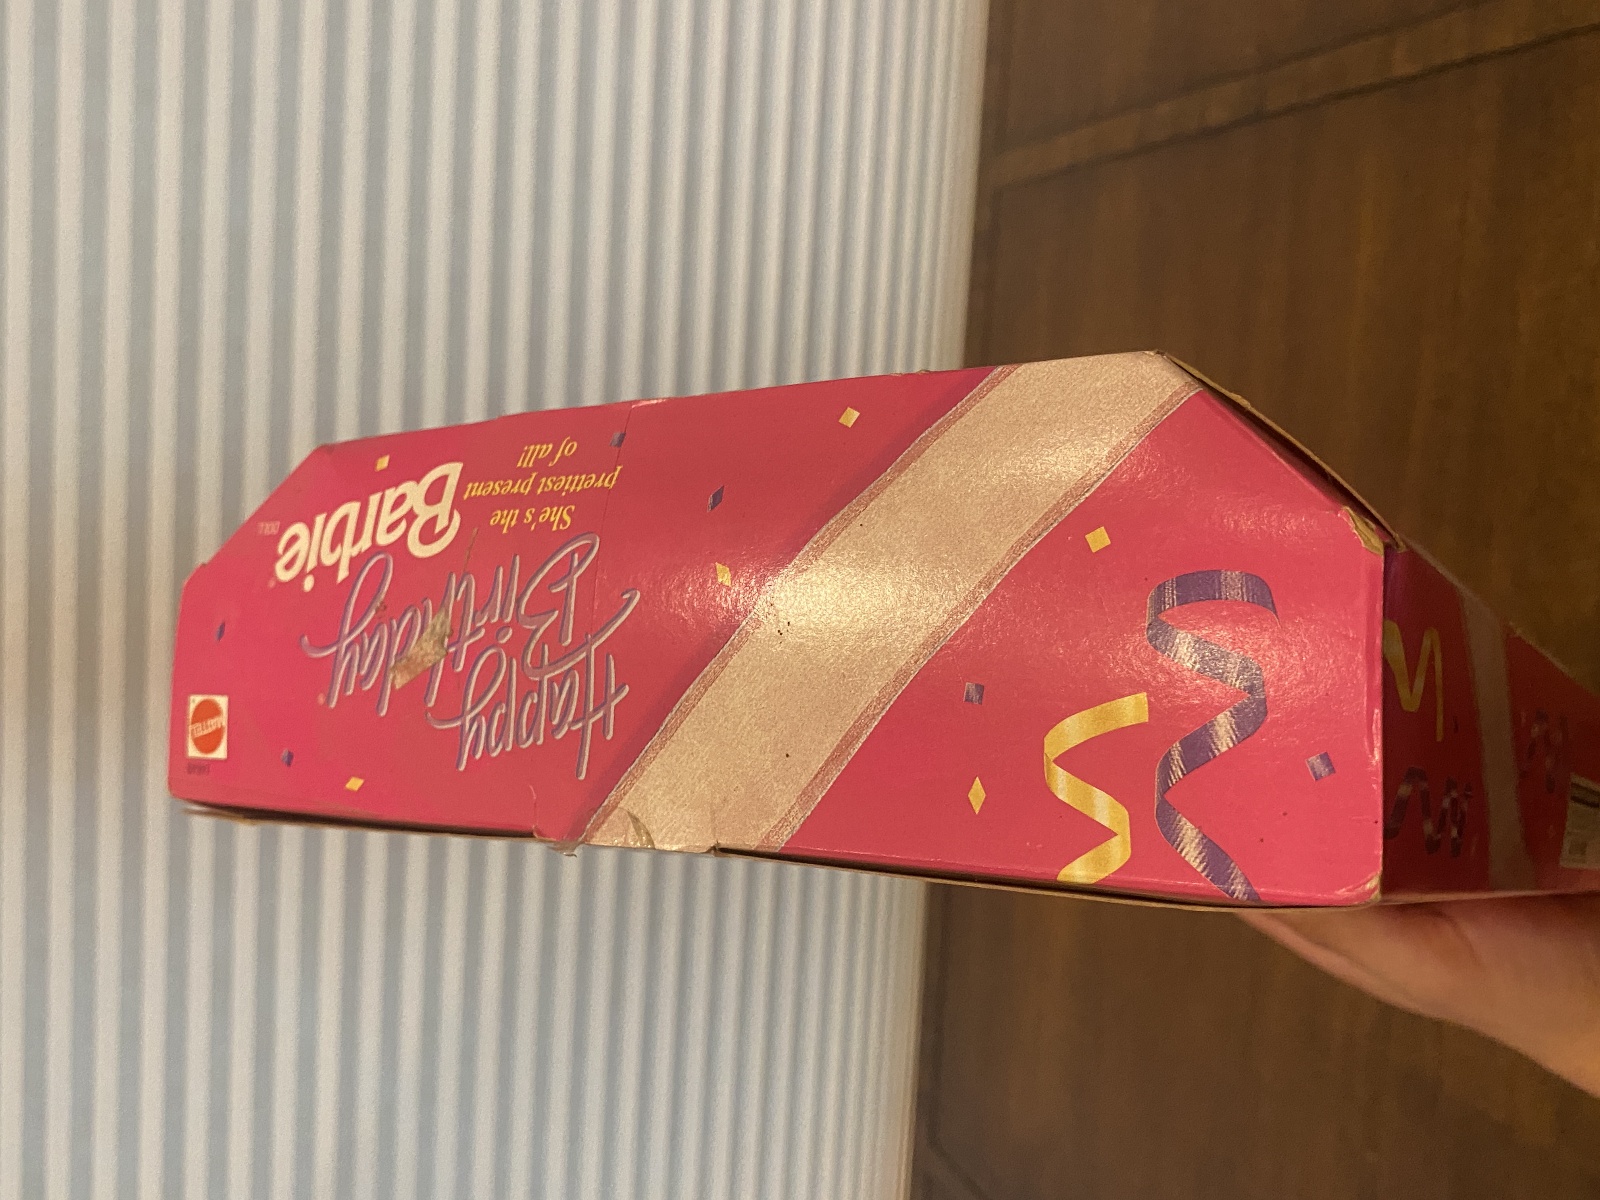 Happy
Birthday
Barbie®
DOLL
She's the
prettiest present
of all!
MATTEL